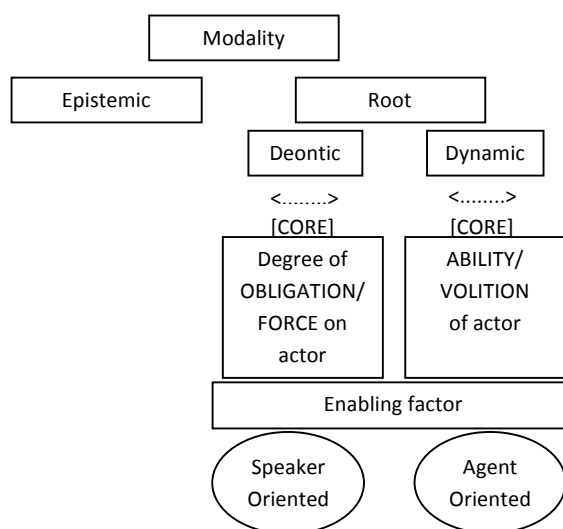 Modality
Epistemic
Root
Deontic
Dynamic
<........>
<........>
[CORE]
[CORE]
Degree of
OBLIGATION/
FORCE on
actor
ABILITY/
VOLITION
of actor
Enabling factor
Speaker
Oriented
Agent
Oriented